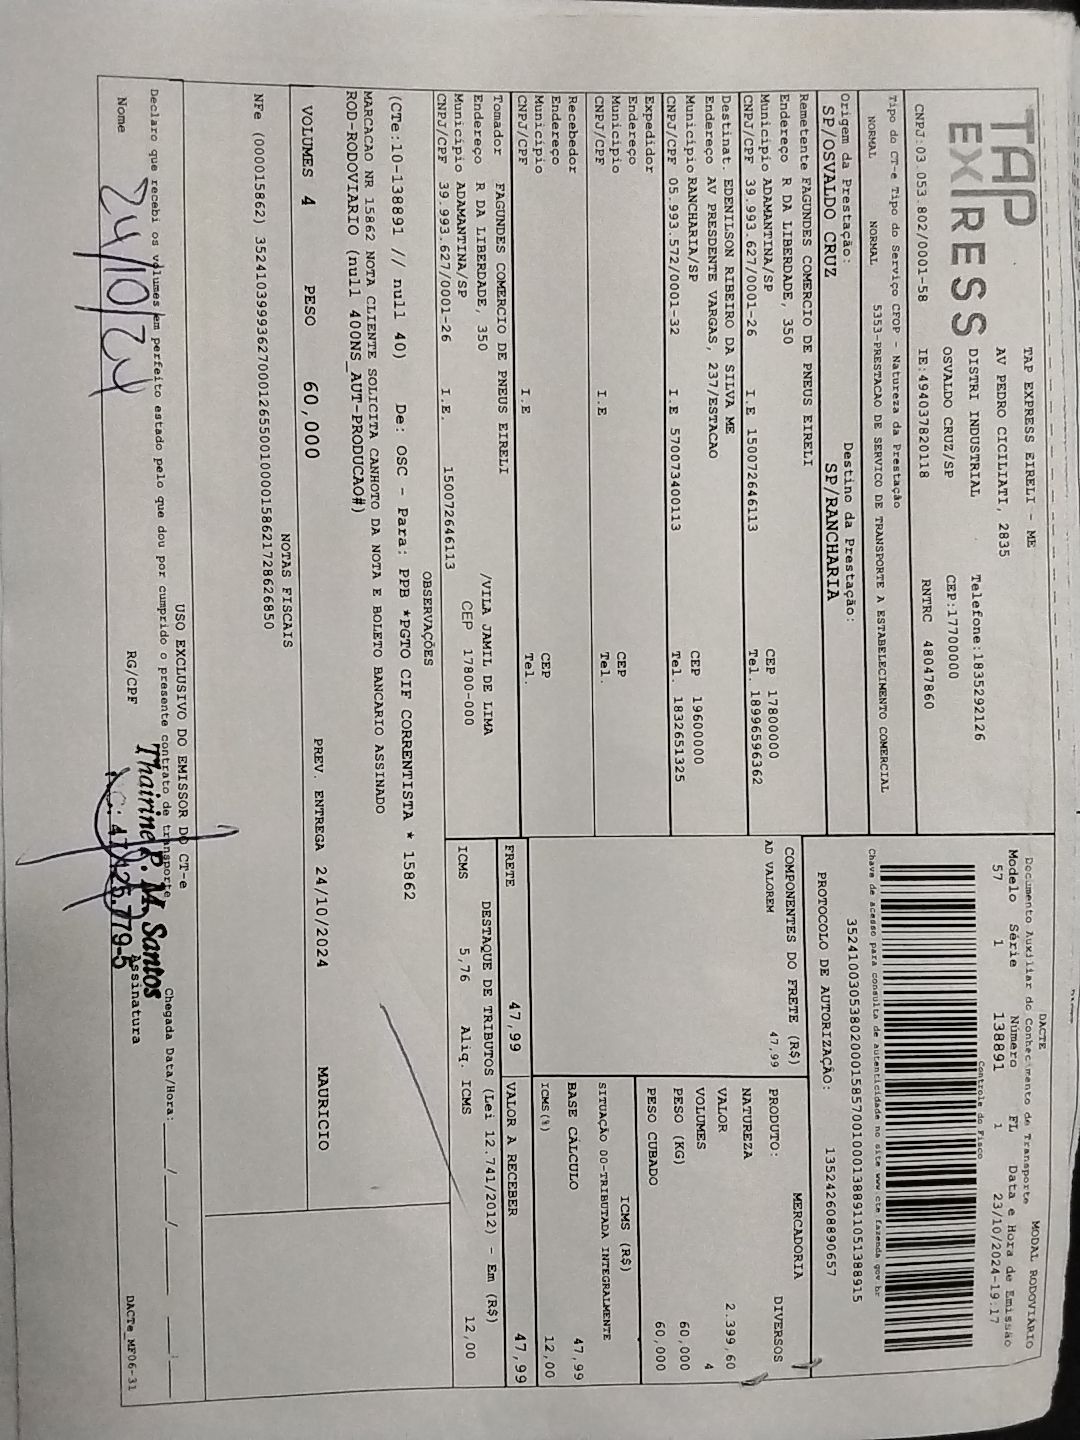 TAP
EXPRESS
TAP EXPRESS EIRELI - ME
AV PEDRO CICILIATI, 2835
DISTRI INDUSTRIAL Telefone:1835292126
OSVALDO CRUZ/SP CEP:17700000
CNPJ:03.053.802/0001-58 IE:494037820118 RNTRC 48047860
DACTE MODAL RODOVIÁRIO
Documento Auxiliar do Conhecimento de Transporte
Modelo Série Número FL Data e Hora de Emissão
57 1 138891 1 23/10/2024-19:17
Controle do Fisco
Chave de acesso para consulta de autenticidade no site www cte fazenda gov br
35241003053802000158570010001388911051388915
PROTOCOLO DE AUTORIZAÇÃO: 135242608890657
Tipo do CT-e Tipo do Serviço CFOP - Natureza da Prestação
NORMAL NORMAL 5353-PRESTACAO DE SERVICO DE TRANSPORTE A ESTABELECIMENTO COMERCIAL
Origem da Prestação: Destino da Prestação:
SP/OSVALDO CRUZ SP/RANCHARIA
Remetente FAGUNDES COMERCIO DE PNEUS EIRELI
Endereço R DA LIBERDADE, 350
Município ADAMANTINA/SP CEP 17800000
CNPJ/CPF 39.993.627/0001-26 I.E 150072646113 Tel. 18996596362
Destinat. EDENILSON RIBEIRO DA SILVA ME
Endereço AV PRESDENTE VARGAS, 237/ESTACAO
Município RANCHARIA/SP CEP 19600000
CNPJ/CPF 05.993.572/0001-32 I.E 570073400113 Tel. 1832651325
Expedidor
Endereço
Município CEP
CNPJ/CPF I.E Tel.
Recebedor
Endereço
Município CEP
CNPJ/CPF I.E Tel.
Tomador FAGUNDES COMERCIO DE PNEUS EIRELI
Endereço R DA LIBERDADE, 350 /VILA JAMIL DE LIMA
Município ADAMANTINA/SP CEP 17800-000
CNPJ/CPF 39.993.627/0001-26 I.E. 150072646113
COMPONENTES DO FRETE (R$)
AD VALOREM 47,99
MERCADORIA
PRODUTO: DIVERSOS
NATUREZA
VALOR 2.399,60
VOLUMES 4
PESO (KG) 60,000
PESO CUBADO 60,000
ICMS (R$)
SITUAÇÃO 00-TRIBUTADA INTEGRALMENTE
BASE CALCULO 47,99
ICMS(%) 12,00
FRETE 47,99 VALOR A RECEBER 47,99
DESTAQUE DE TRIBUTOS (Lei 12.741/2012) - Em (R$)
ICMS 5,76 Aliq. ICMS 12,00
OBSERVAÇÕES
(CTe:10-138891 /// null 40) De: OSC - Para: PPB *PGTO CIF CORRENTISTA * 15862
MARCACAO NR 15862 NOTA CLIENTE SOLICITA CANHOTO DA NOTA E BOLETO BANCARIO ASSINADO
ROD-RODOVIARIO (null 400NS_AUT-PRODUCAO#)
VOLUMES 4 PESO 60,000 PREV. ENTREGA 24/10/2024 MAURICIO
NOTAS FISCAIS
NFe (000015862) 35241039993627000126550010000158621728626850
USO EXCLUSIVO DO EMISSOR DO CT-e
Declaro que recebi os volumes em perfeito estado pelo que dou por cumprido o presente contrato de transporte Chegada Data/Hora: / /
Nome RG/CPF Assinatura
24/10/24
Thairine P. M. Santos
DACTe_MF06-31